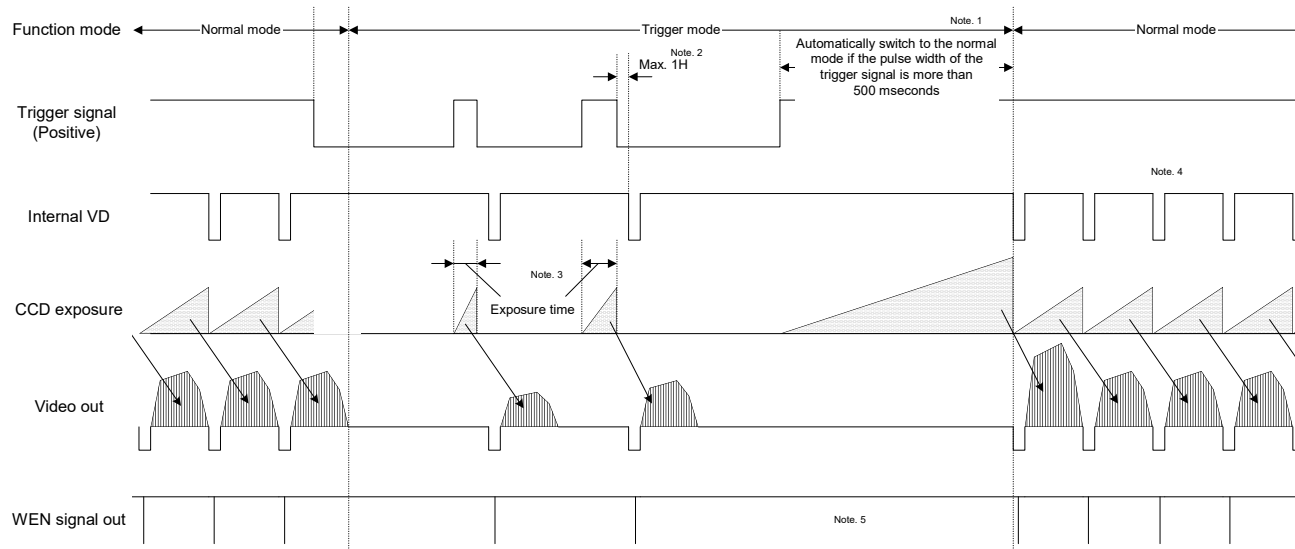 Function mode
Normal mode
Trigger mode
Note. 1
Normal mode
Note. 2
Max. 1H
Automatically switch to the normal
mode if the pulse width of the
trigger signal is more than
500 mseconds
Trigger signal
(Positive)
Note. 4
Internal VD
Note. 3
CCD exposure
Exposure time
Video out
WEN signal out
Note. 5